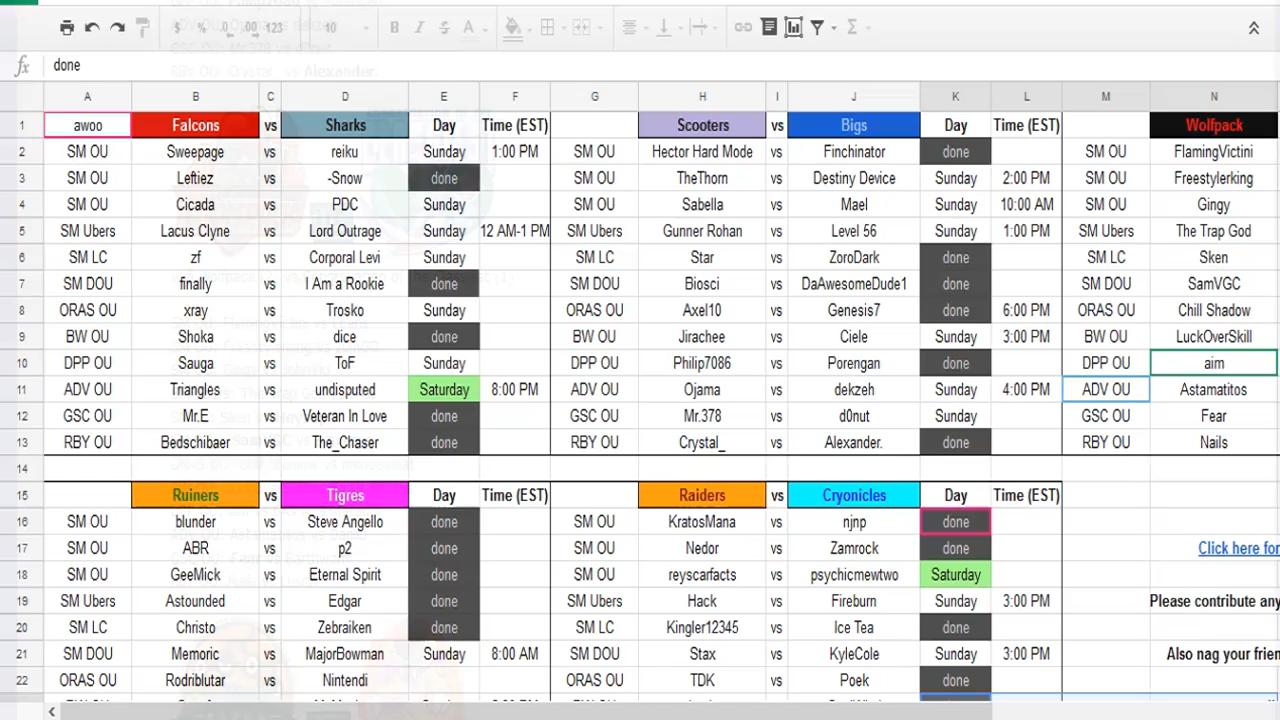 $ % .0 .00 123 10 B I S A Σ
fx done
A B C D E F G H I J K L M N
1 awoo Falcons vs Sharks Day Time (EST) Scooters vs Bigs Day Time (EST) Wolfpack
2 SM OU Sweepage vs reiku Sunday 1:00 PM SM OU Hector Hard Mode vs Finchinator done SM OU FlamingVictini
3 SM OU Leftiez vs -Snow done SM OU TheThorn vs Destiny Device Sunday 2:00 PM SM OU Freestylerking
4 SM OU Cicada vs PDC Sunday SM OU Sabella vs Mael Sunday 10:00 AM SM OU Gingy
5 SM Ubers Lacus Clyne vs Lord Outrage Sunday 12 AM-1 PM SM Ubers Gunner Rohan vs Level 56 Sunday 1:00 PM SM Ubers The Trap God
6 SM LC zf vs Corporal Levi Sunday SM LC Star vs ZoroDark done SM LC Sken
7 SM DOU finally vs I Am a Rookie done SM DOU Biosci vs DaAwesomeDude1 done SM DOU SamVGC
8 ORAS OU xray vs Trosko Sunday ORAS OU Axel10 vs Genesis7 done 6:00 PM ORAS OU Chill Shadow
9 BW OU Shoka vs dice done BW OU Jirachee vs Ciele Sunday 3:00 PM BW OU LuckOverSkill
10 DPP OU Sauga vs ToF Sunday DPP OU Philip7086 vs Porengan done DPP OU aim
11 ADV OU Triangles vs undisputed Saturday 8:00 PM ADV OU Ojama vs dekzeh Sunday 4:00 PM ADV OU Astamatitos
12 GSC OU Mr.E vs Veteran In Love done GSC OU Mr.378 vs d0nut Sunday GSC OU Fear
13 RBY OU Bedschibaer vs The_Chaser done RBY OU Crystal_ vs Alexander. done RBY OU Nails
14
15 Ruiners vs Tigres Day Time (EST) Raiders vs Cryonicles Day Time (EST)
16 SM OU blunder vs Steve Angello done SM OU KratosMana vs njnp done
17 SM OU ABR vs p2 done SM OU Nedor vs Zamrock done Click here for
18 SM OU GeeMick vs Eternal Spirit done SM OU reyscarfacts vs psychicmewtwo Saturday
19 SM Ubers Astounded vs Edgar done SM Ubers Hack vs Fireburn Sunday 3:00 PM Please contribute any
20 SM LC Christo vs Zebraiken done SM LC Kingler12345 vs Ice Tea Sunday
21 SM DOU Memoric vs MajorBowman Sunday 8:00 AM SM DOU Stax vs KyleCole Sunday 3:00 PM Also nag your frien
22 ORAS OU Rodriblutar vs Nintendi ORAS OU TDK vs Poek done